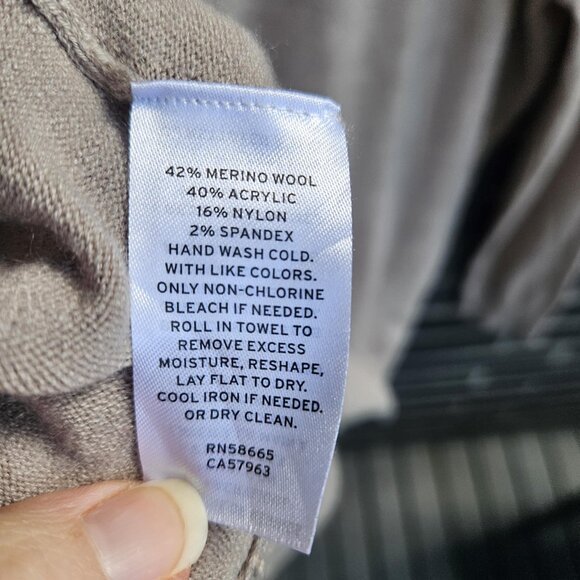 42% MERINO WOOL
40% ACRYLIC
16% NYLON
2% SPANDEX
HAND WASH COLD.
WITH LIKE COLORS.
ONLY NON-CHLORINE
BLEACH IF NEEDED.
ROLL IN TOWEL TO
REMOVE EXCESS
MOISTURE, RESHAPE,
LAY FLAT TO DRY.
COOL IRON IF NEEDED.
OR DRY CLEAN.
RN58665
CA57963